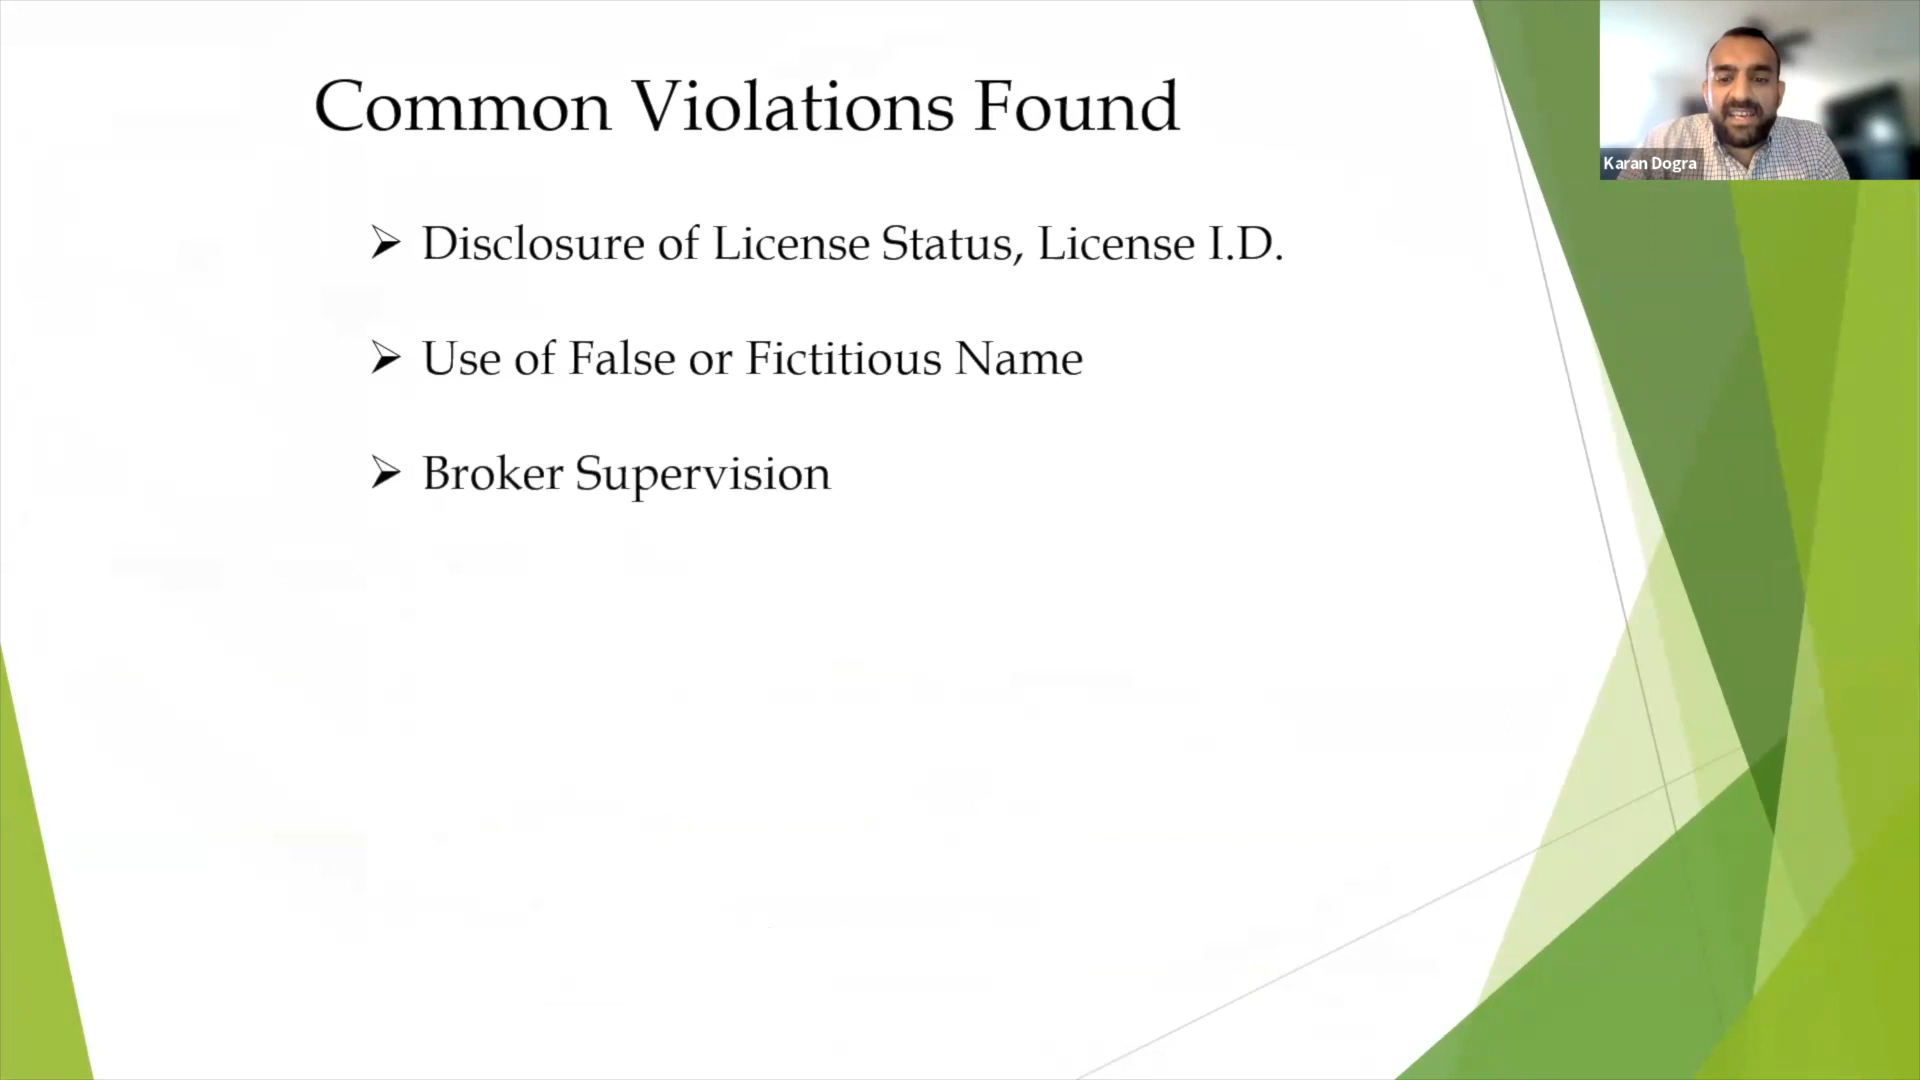 Common Violations Found
Disclosure of License Status, License I.D.
Use of False or Fictitious Name
Broker Supervision
Karan Dogra